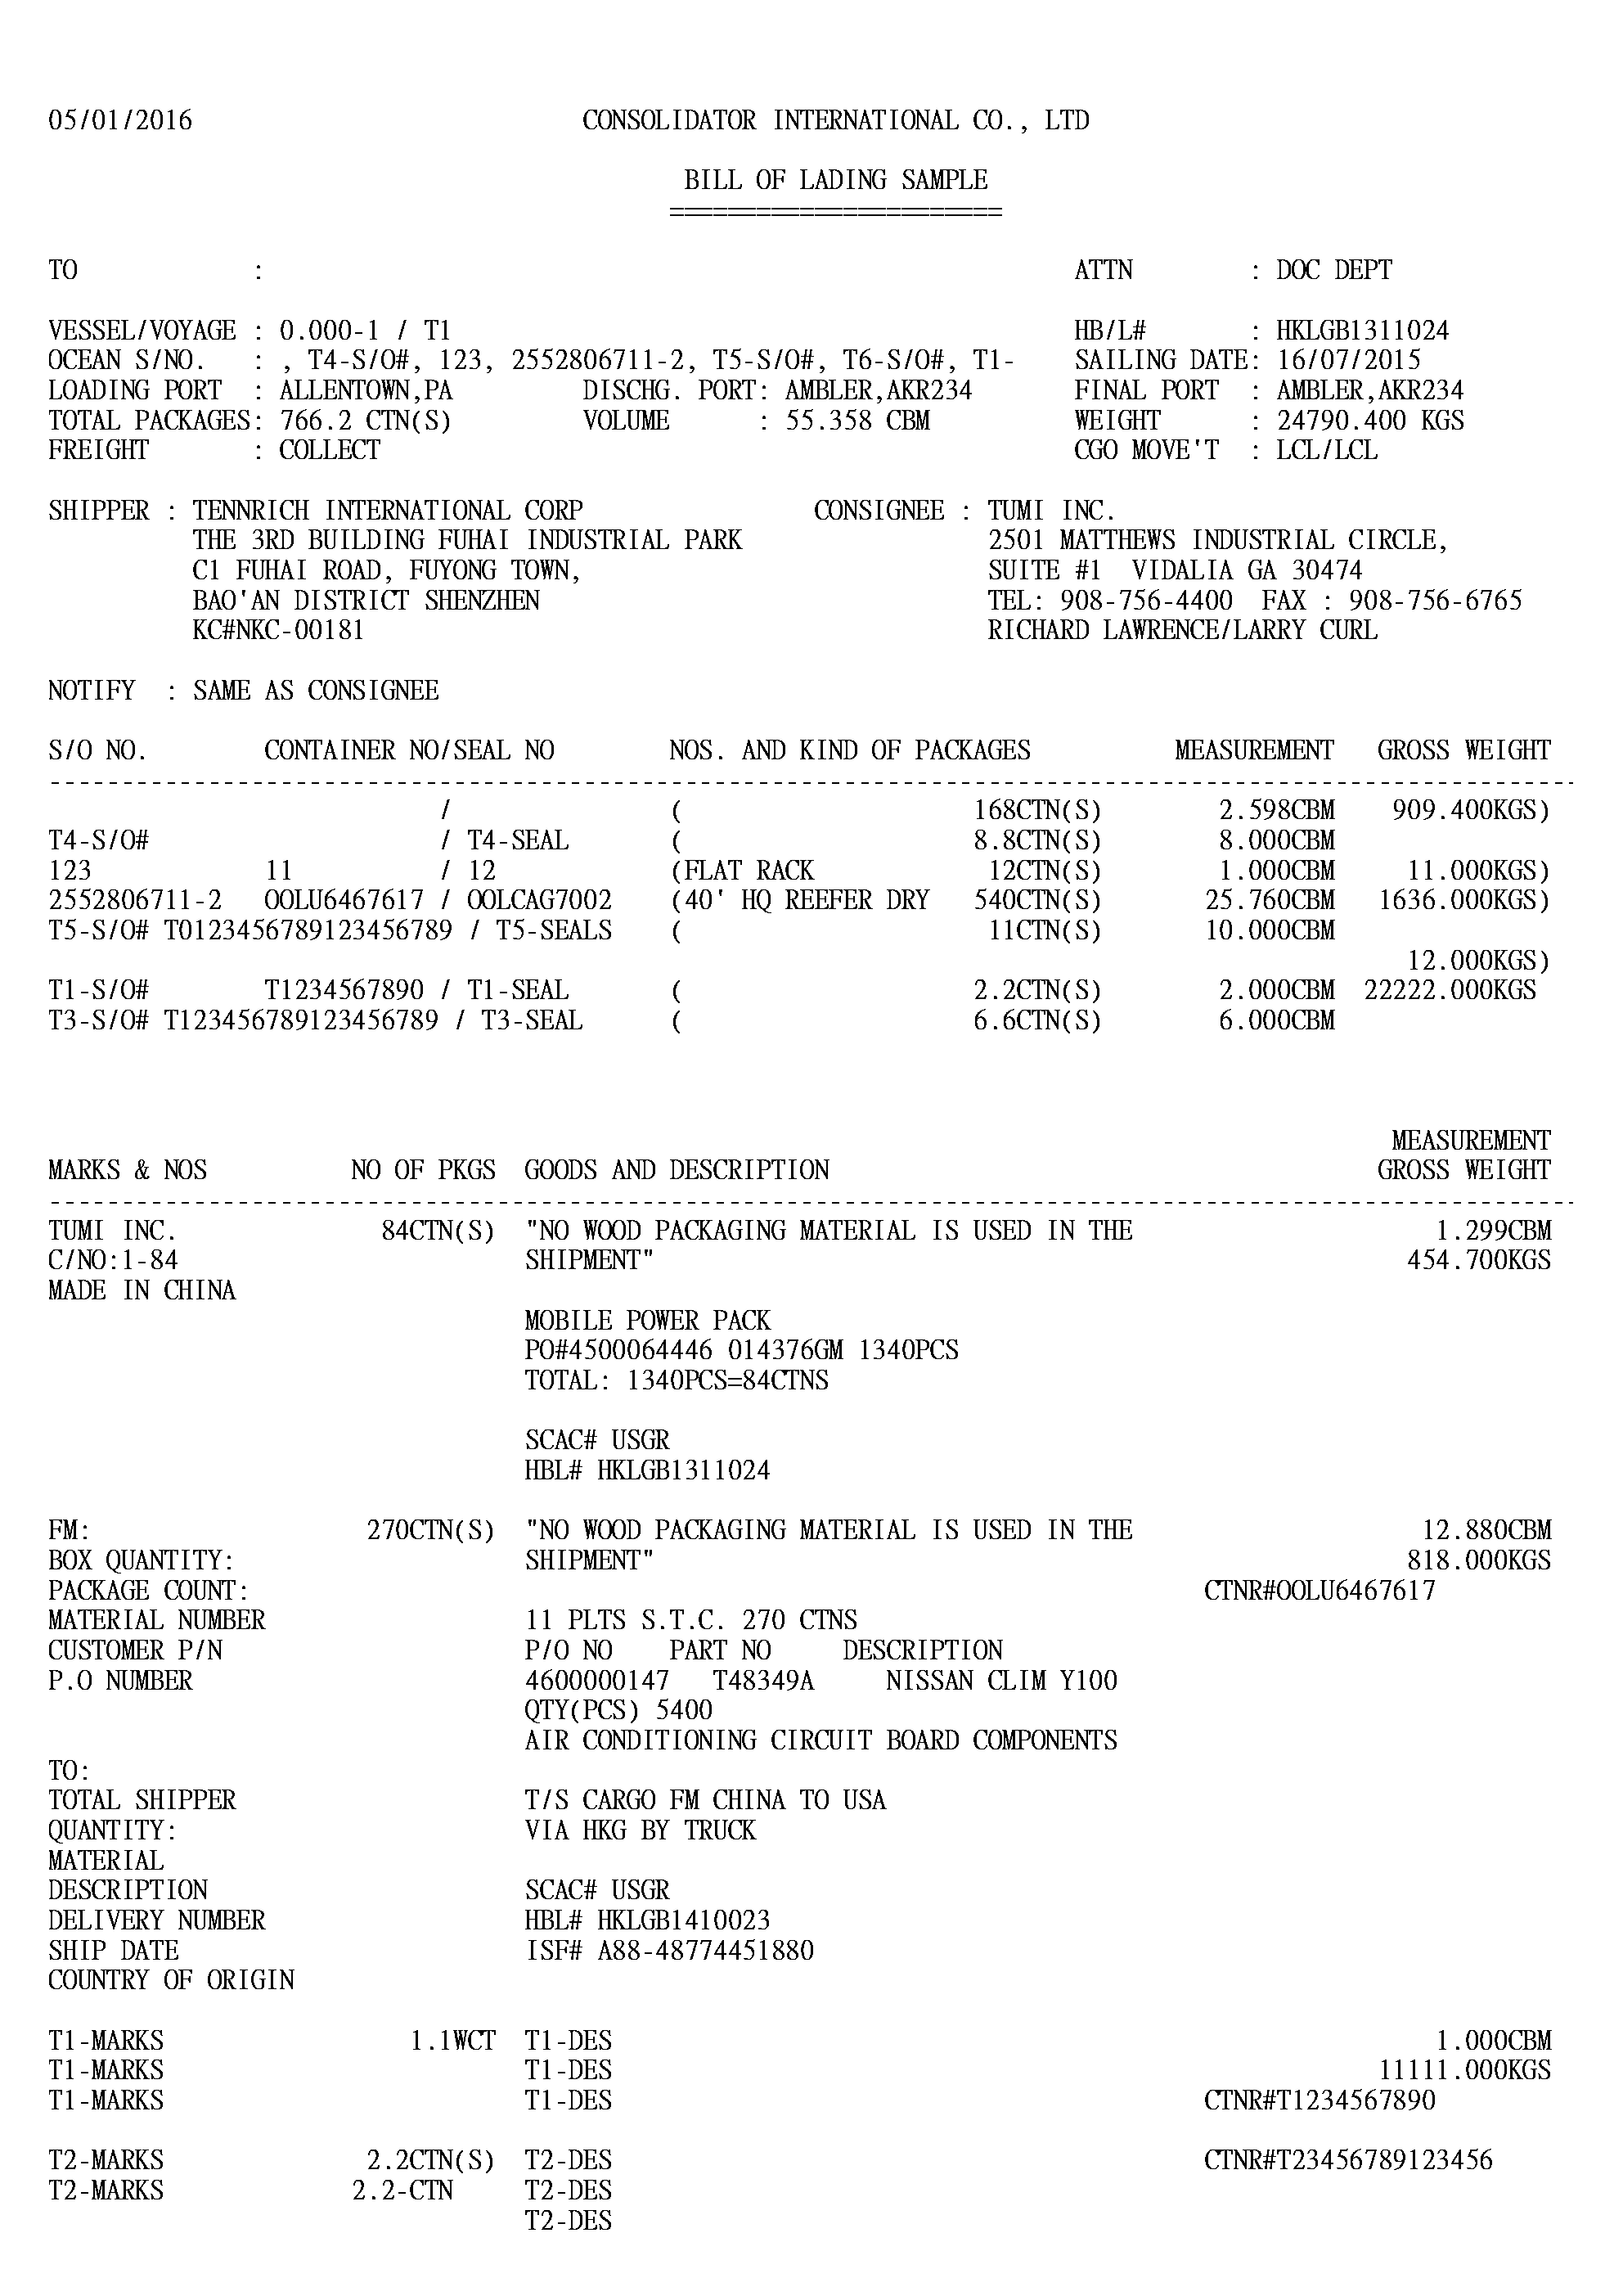 05/01/2016 CONSOLIDATOR INTERNATIONAL CO., LTD
BILL OF LADING SAMPLE
=======================
TO : ATTN : DOC DEPT
VESSEL/VOYAGE : 0.000-1 / T1 HB/L# : HKLGB1311024
OCEAN S/NO. : , T4-S/O#, 123, 2552806711-2, T5-S/O#, T6-S/O#, T1- SAILING DATE: 16/07/2015
LOADING PORT : ALLENTOWN,PA DISCHG. PORT: AMBLER,AKR234 FINAL PORT : AMBLER,AKR234
TOTAL PACKAGES: 766.2 CTN(S) VOLUME : 55.358 CBM WEIGHT : 24790.400 KGS
FREIGHT : COLLECT CGO MOVE'T : LCL/LCL
SHIPPER : TENNRICH INTERNATIONAL CORP CONSIGNEE : TUMI INC.
THE 3RD BUILDING FUHAI INDUSTRIAL PARK 2501 MATTHEWS INDUSTRIAL CIRCLE,
C1 FUHAI ROAD, FUYONG TOWN, SUITE #1 VIDALIA GA 30474
BAO'AN DISTRICT SHENZHEN TEL: 908-756-4400 FAX : 908-756-6765
KC#NKC-00181 RICHARD LAWRENCE/LARRY CURL
NOTIFY : SAME AS CONSIGNEE
S/O NO. CONTAINER NO/SEAL NO NOS. AND KIND OF PACKAGES MEASUREMENT GROSS WEIGHT
----------------------------------------------------------------------------------------------------------
/ ( 168CTN(S) 2.598CBM 909.400KGS)
T4-S/O# / T4-SEAL ( 8.8CTN(S) 8.000CBM
123 11 / 12 (FLAT RACK 12CTN(S) 1.000CBM 11.000KGS)
2552806711-2 OOLU6467617 / OOLCAG7002 (40' HQ REEFER DRY 540CTN(S) 25.760CBM 1636.000KGS)
T5-S/O# T0123456789123456789 / T5-SEALS ( 11CTN(S) 10.000CBM
12.000KGS)
T1-S/O# T1234567890 / T1-SEAL ( 2.2CTN(S) 2.000CBM 22222.000KGS
T3-S/O# T123456789123456789 / T3-SEAL ( 6.6CTN(S) 6.000CBM
MEASUREMENT
MARKS & NOS NO OF PKGS GOODS AND DESCRIPTION GROSS WEIGHT
----------------------------------------------------------------------------------------------------------
TUMI INC. 84CTN(S) "NO WOOD PACKAGING MATERIAL IS USED IN THE 1.299CBM
C/NO:1-84 SHIPMENT" 454.700KGS
MADE IN CHINA
MOBILE POWER PACK
PO#4500064446 014376GM 1340PCS
TOTAL: 1340PCS=84CTNS
SCAC# USGR
HBL# HKLGB1311024
FM: 270CTN(S) "NO WOOD PACKAGING MATERIAL IS USED IN THE 12.880CBM
BOX QUANTITY: SHIPMENT" 818.000KGS
PACKAGE COUNT: CTNR#OOLU6467617
MATERIAL NUMBER 11 PLTS S.T.C. 270 CTNS
CUSTOMER P/N P/O NO PART NO DESCRIPTION
P.O NUMBER 4600000147 T48349A NISSAN CLIM Y100
QTY(PCS) 5400
AIR CONDITIONING CIRCUIT BOARD COMPONENTS
TO:
TOTAL SHIPPER T/S CARGO FM CHINA TO USA
QUANTITY: VIA HKG BY TRUCK
MATERIAL
DESCRIPTION SCAC# USGR
DELIVERY NUMBER HBL# HKLGB1410023
SHIP DATE ISF# A88-48774451880
COUNTRY OF ORIGIN
T1-MARKS 1.1WCT T1-DES 1.000CBM
T1-MARKS T1-DES 11111.000KGS
T1-MARKS T1-DES CTNR#T1234567890
T2-MARKS 2.2CTN(S) T2-DES CTNR#T23456789123456
T2-MARKS 2.2-CTN T2-DES
T2-DES